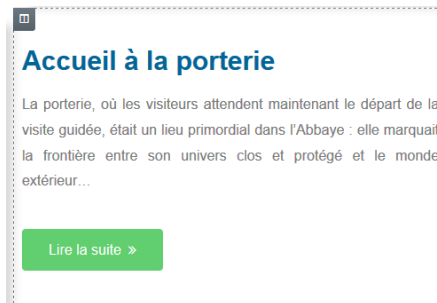 Accueil à la porterie
La porterie, où les visiteurs attendent maintenant le départ de la
visite guidée, était un lieu primordial dans l'Abbaye : elle marquait
la frontière entre son univers clos et protégé et le monde
extérieur…
Lire la suite »